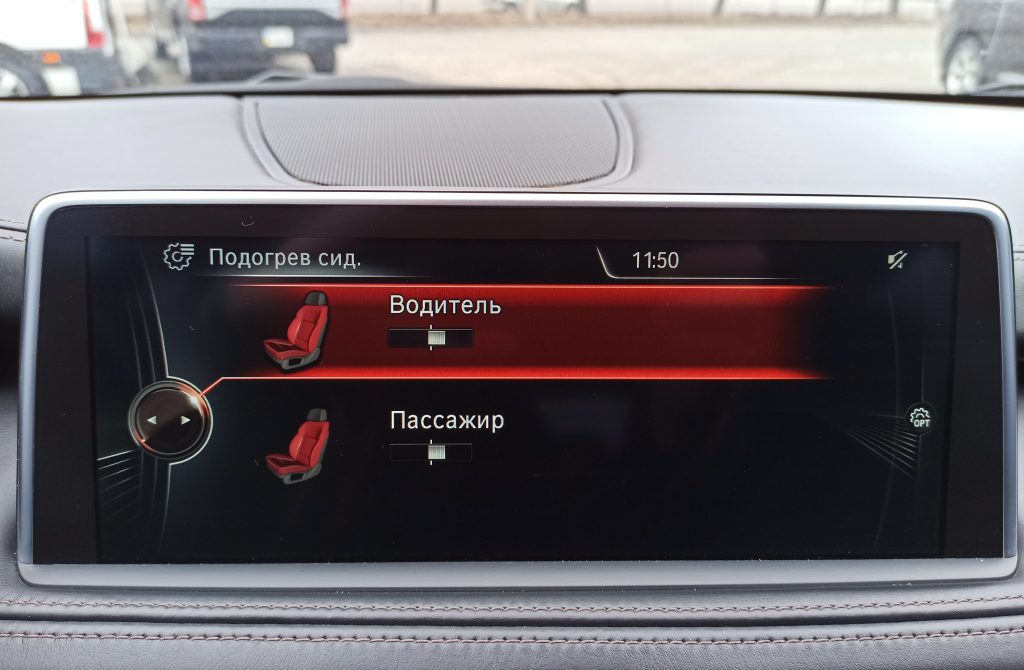 Подогрев сид.
11:50
Водитель
Пассажир
OPT